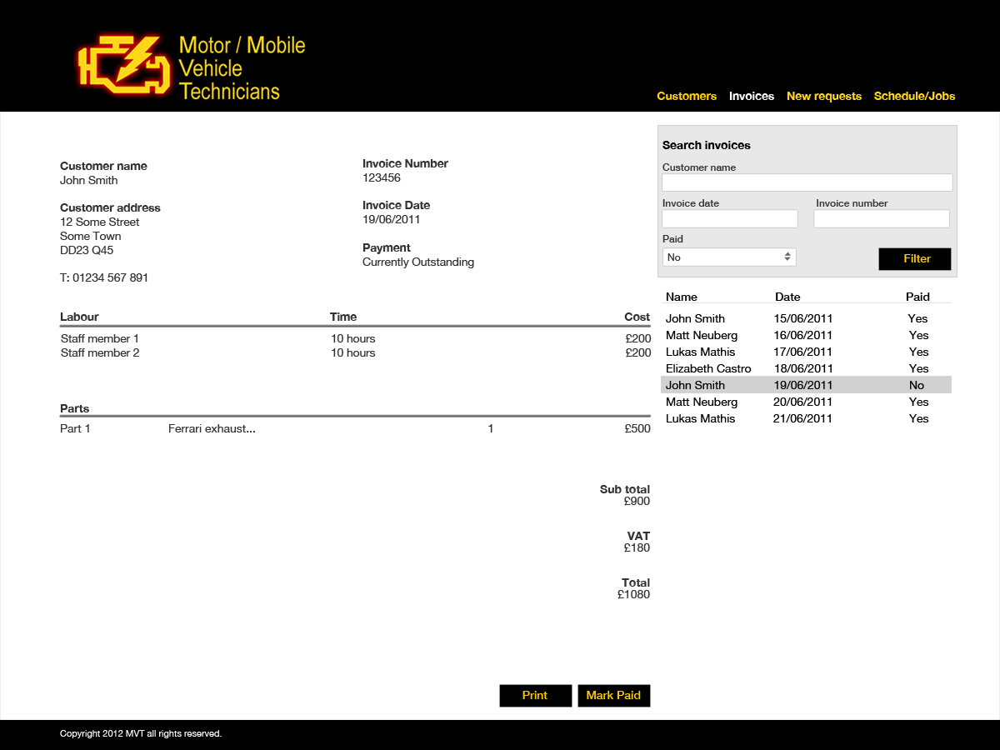 Motor / Mobile
Vehicle
Technicians
Customers Invoices New requests Schedule/Jobs
Customer name
John Smith
Customer address
12 Some Street
Some Town
DD23 Q45
T: 01234 567 891
Invoice Number
123456
Invoice Date
19/06/2011
Payment
Currently Outstanding
Labour Time Cost
Staff member 1 10 hours £200
Staff member 2 10 hours £200
Parts
Part 1 Ferrari exhaust... 1 £500
Sub total
£900
VAT
£180
Total
£1080
Print Mark Paid
Search invoices
Customer name
Invoice date Invoice number
Paid
No Filter
Name Date Paid
John Smith 15/06/2011 Yes
Matt Neuberg 16/06/2011 Yes
Lukas Mathis 17/06/2011 Yes
Elizabeth Castro 18/06/2011 Yes
John Smith 19/06/2011 No
Matt Neuberg 20/06/2011 Yes
Lukas Mathis 21/06/2011 Yes
Copyright 2012 MVT all rights reserved.